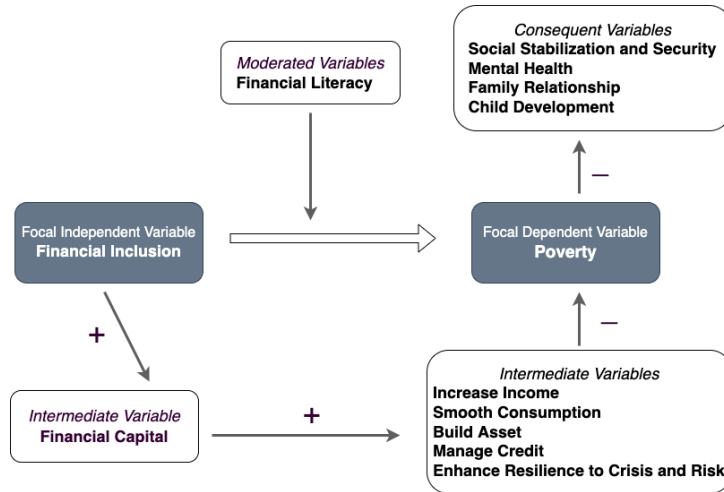 Moderated Variables
Financial Literacy
Consequent Variables
Social Stabilization and Security
Mental Health
Family Relationship
Child Development
−
Focal Independent Variable
Financial Inclusion
Focal Dependent Variable
Poverty
+
−
Intermediate Variable
Financial Capital
+
Intermediate Variables
Increase Income
Smooth Consumption
Build Asset
Manage Credit
Enhance Resilience to Crisis and Risk